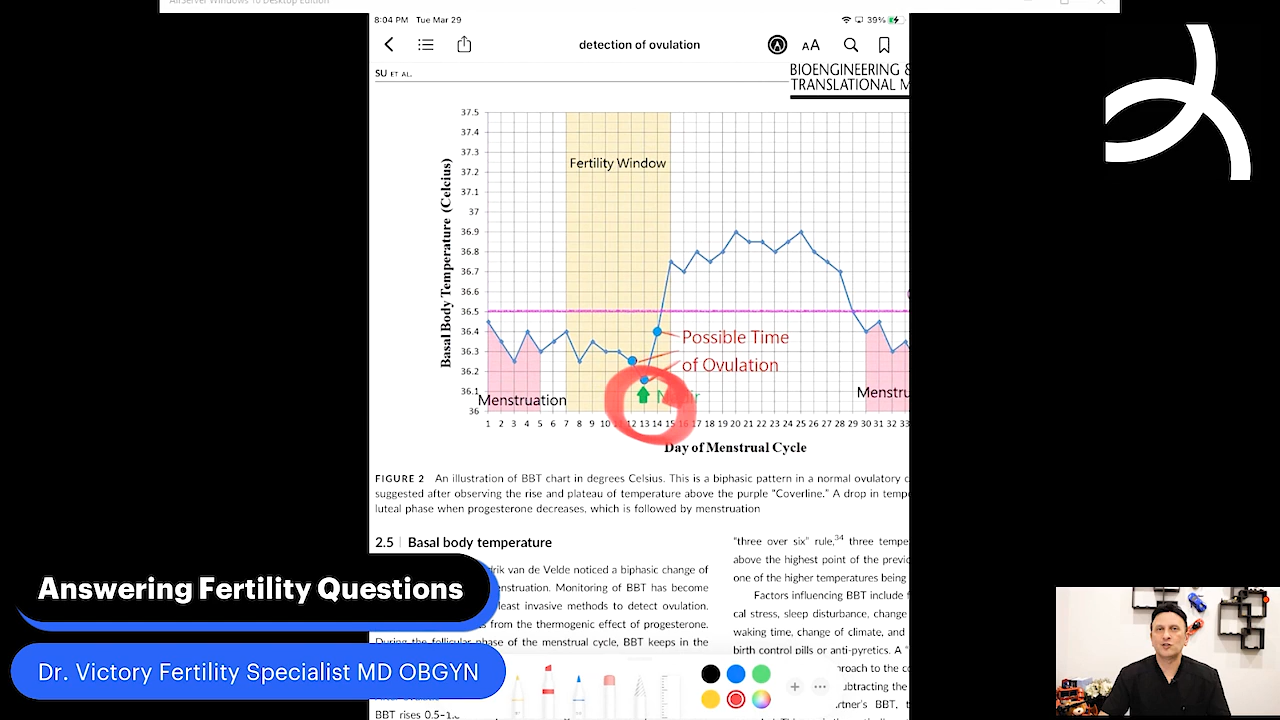 AirServer Windows 10 Desktop Edition
8:04 PM Tue Mar 29
39%
detection of ovulation
AA
SU ET AL.
BIOENGINEERING &
TRANSLATIONAL M
37.5
37.4
37.3
37.2
37.1
37
36.9
36.8
36.7
36.6
36.5
36.4
36.3
36.2
36.1
36
Basal Body Temperature (Celcius)
Fertility Window
Possible Time
of Ovulation
Menstruation
Menstru
1 2 3 4 5 6 7 8 9 10 11 12 13 14 15 16 17 18 19 20 21 22 23 24 25 26 27 28 29 30 31 32 33
Day of Menstrual Cycle
FIGURE 2 An illustration of BBT chart in degrees Celsius. This is a biphasic pattern in a normal ovulatory c
suggested after observing the rise and plateau of temperature above the purple “Coverline.” A drop in tempe
luteal phase when progesterone decreases, which is followed by menstruation
2.5 | Basal body temperature
rik van de Velde noticed a biphasic change of
enstruation. Monitoring of BBT has become
least invasive methods to detect ovulation.
from the thermogenic effect of progesterone.
During the follicular phase of the menstrual cycle, BBT keeps in the
BBT rises 0.5–1.
“three over six” rule,34 three tempe
above the highest point of the previo
one of the higher temperatures being
Factors influencing BBT include f
cal stress, sleep disturbance, change
waking time, change of climate, and
birth control pills or anti-pyretics. A “
proach to the co
ubtracting the
rtner’s BBT, t
Answering Fertility Questions
Dr. Victory Fertility Specialist MD OBGYN